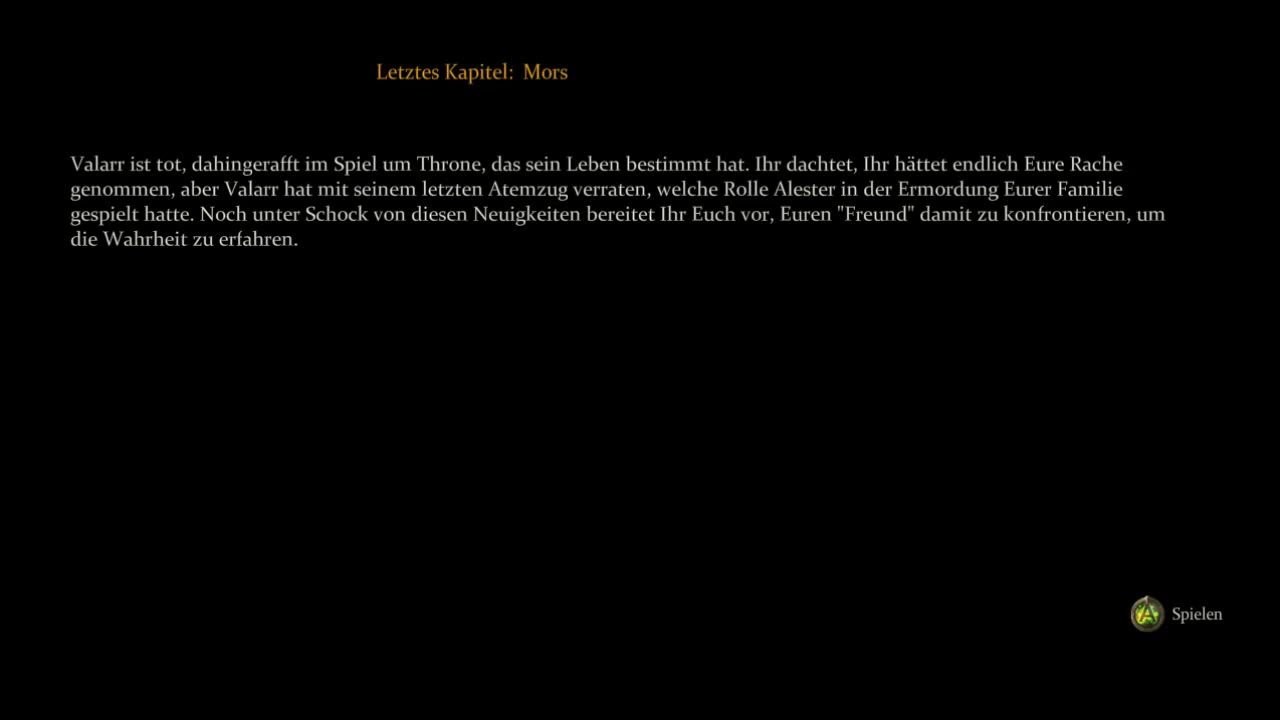 Letztes Kapitel: Mors
Valarr ist tot, dahingerafft im Spiel um Throne, das sein Leben bestimmt hat. Ihr dachtet, Ihr hättet endlich Eure Rache
genommen, aber Valarr hat mit seinem letzten Atemzug verraten, welche Rolle Alester in der Ermordung Eurer Familie
gespielt hatte. Noch unter Schock von diesen Neuigkeiten bereitet Ihr Euch vor, Euren "Freund" damit zu konfrontieren, um
die Wahrheit zu erfahren.
A Spielen